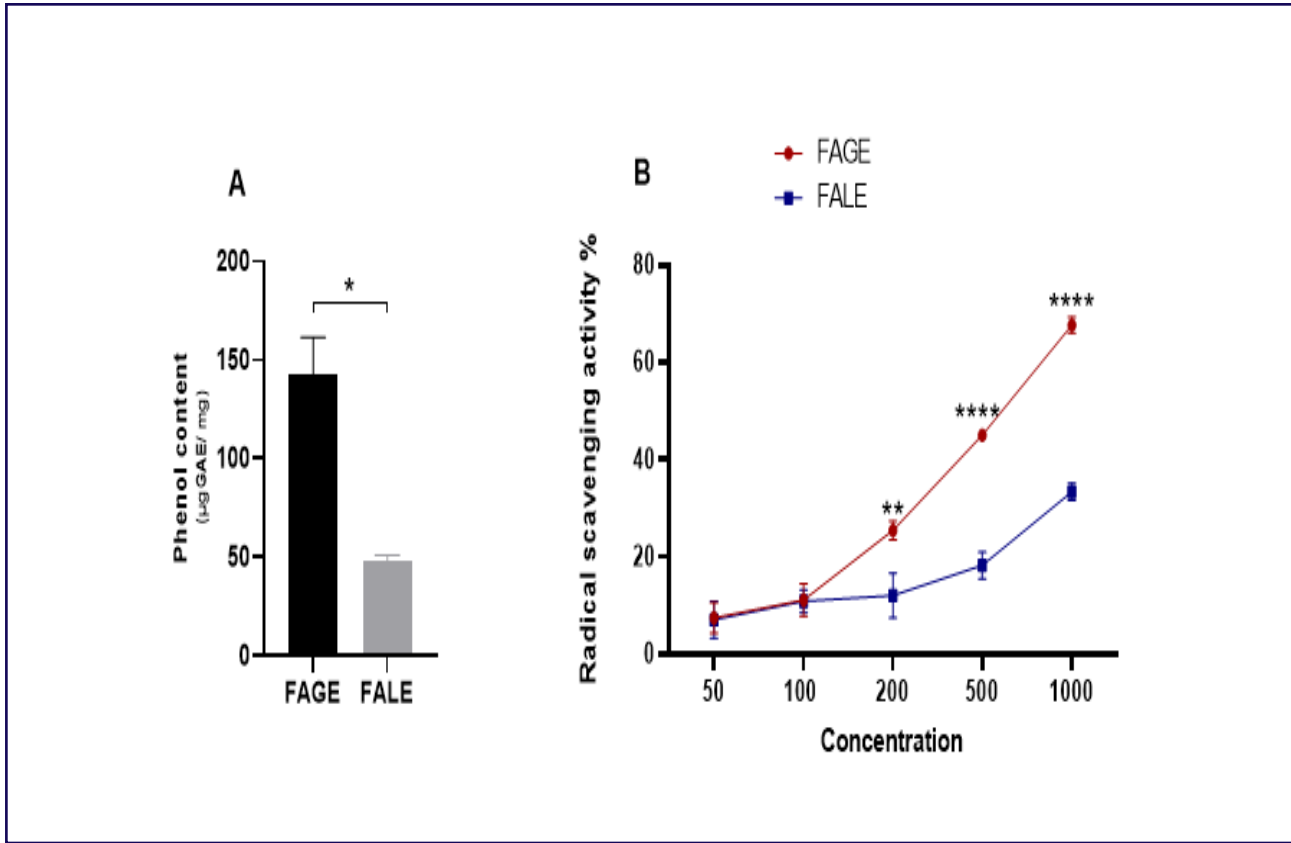 A
Phenol content
(µg GAE/ mg)
200
150
100
50
0
*
FAGE FALE
B
FAGE
FALE
Radical scavenging activity %
80
60
40
20
0
**
****
****
50 100 200 500 1000
Concentration